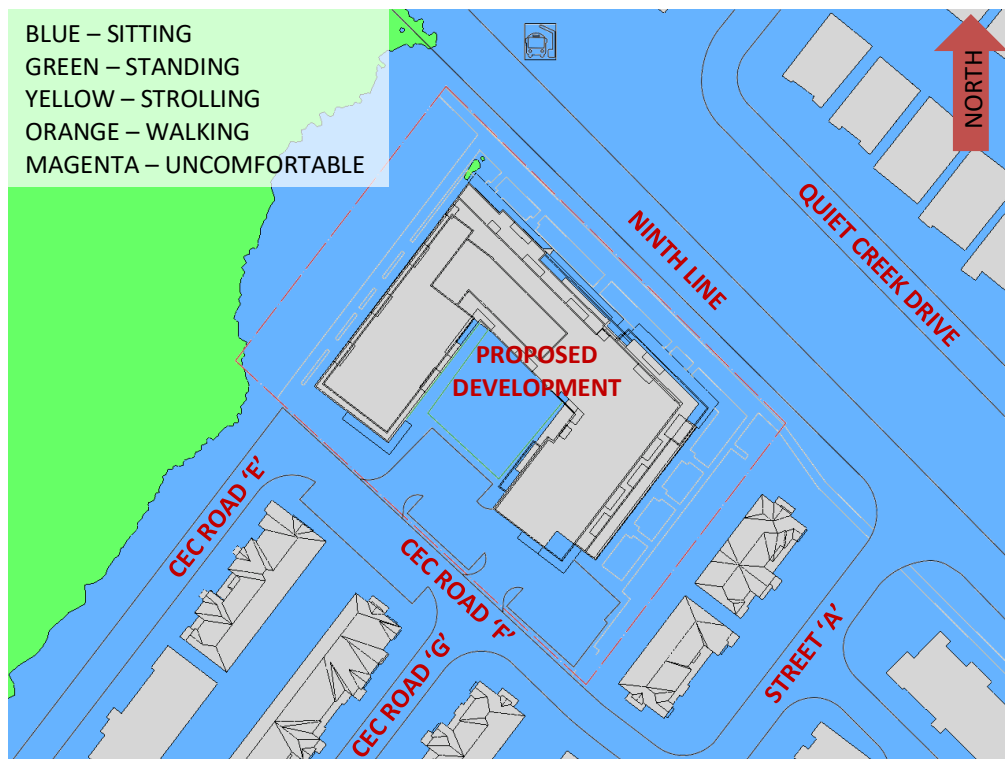 BLUE – SITTING
GREEN – STANDING
YELLOW – STROLLING
ORANGE – WALKING
MAGENTA – UNCOMFORTABLE
NORTH
QUIET CREEK DRIVE
NINTH LINE
PROPOSED
DEVELOPMENT
CEC ROAD ‘E’
CEC ROAD ‘F’
CEC ROAD ‘G’
STREET ‘A’